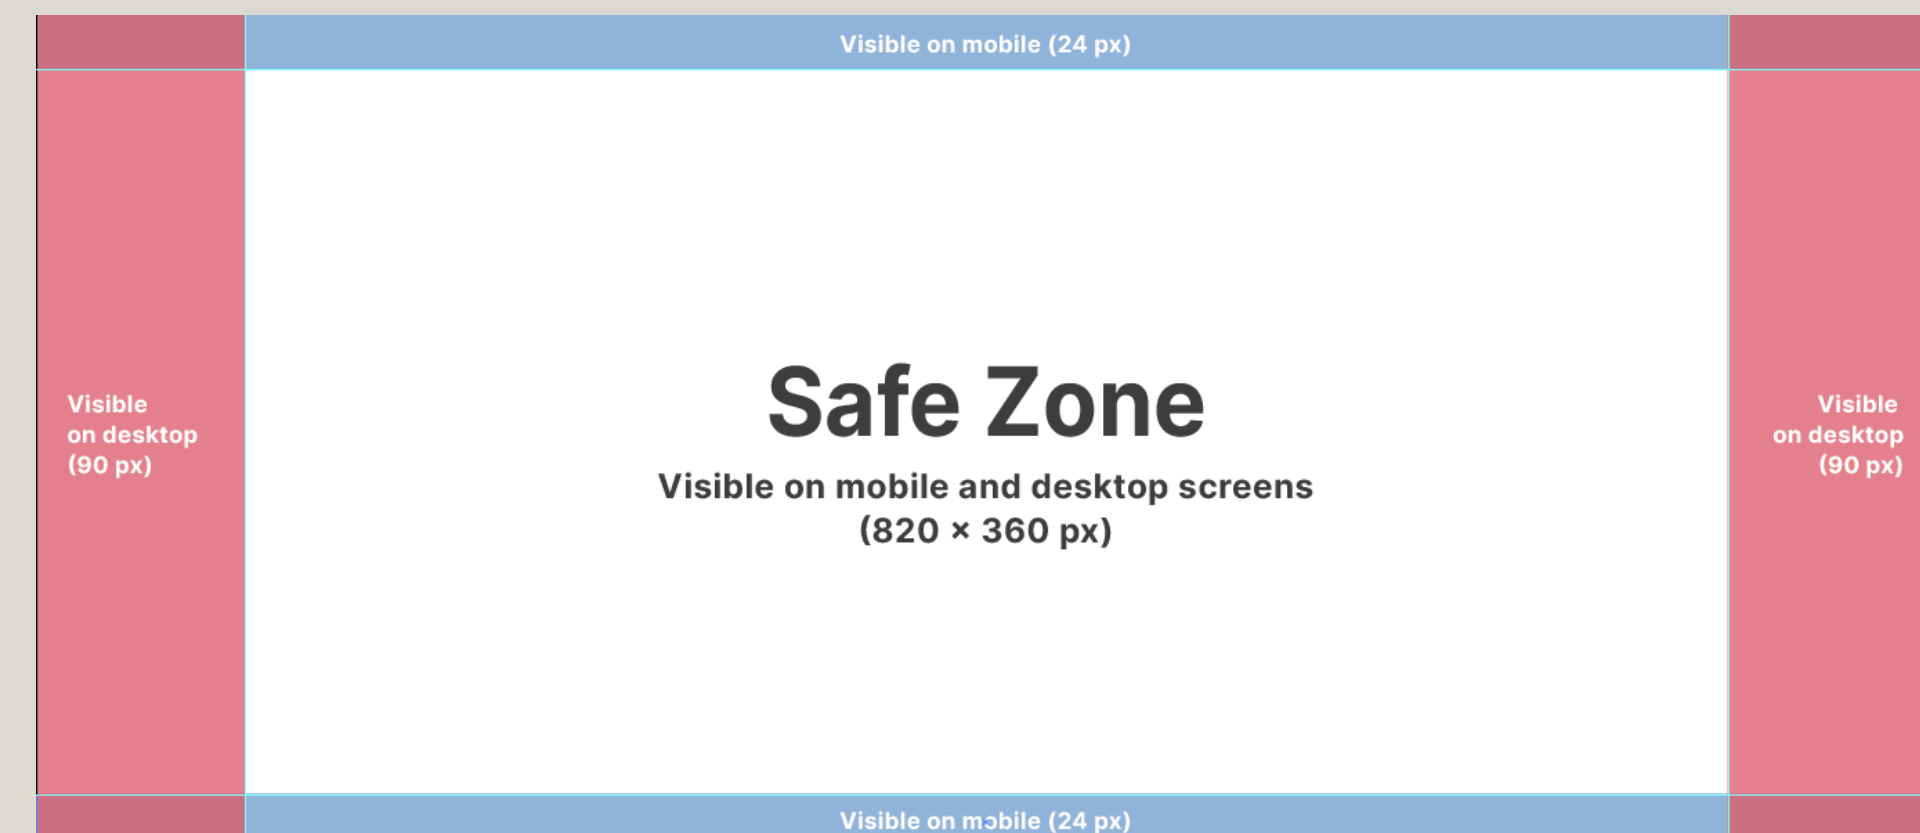 Visible on mobile (24 px)
Visible
on desktop
(90 px)
Safe Zone
Visible on mobile and desktop screens
(820 × 360 px)
Visible
on desktop
(90 px)
Visible on mobile (24 px)